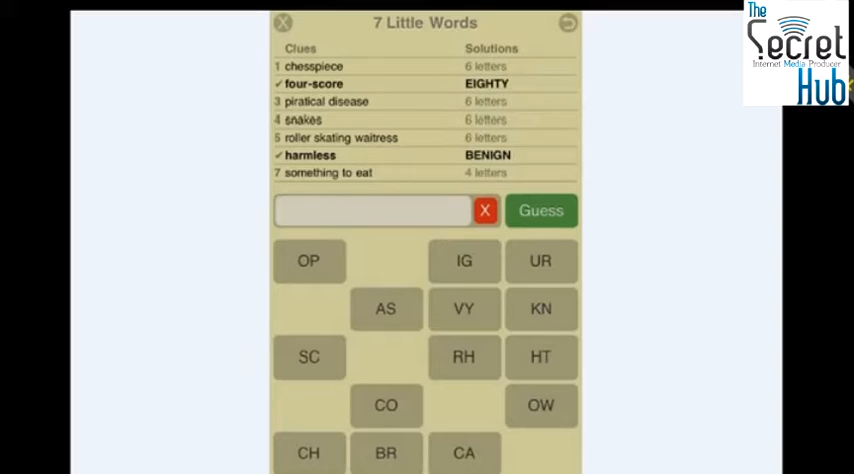 The
Secret
Internet Media Producer
Hub
X 7 Little Words
Clues Solutions
1 chesspiece 6 letters
✓ four-score EIGHTY
3 piratical disease 6 letters
4 snakes 6 letters
5 roller skating waitress 6 letters
✓ harmless BENIGN
7 something to eat 4 letters
X Guess
OP IG UR
AS VY KN
SC RH HT
CO OW
CH BR CA